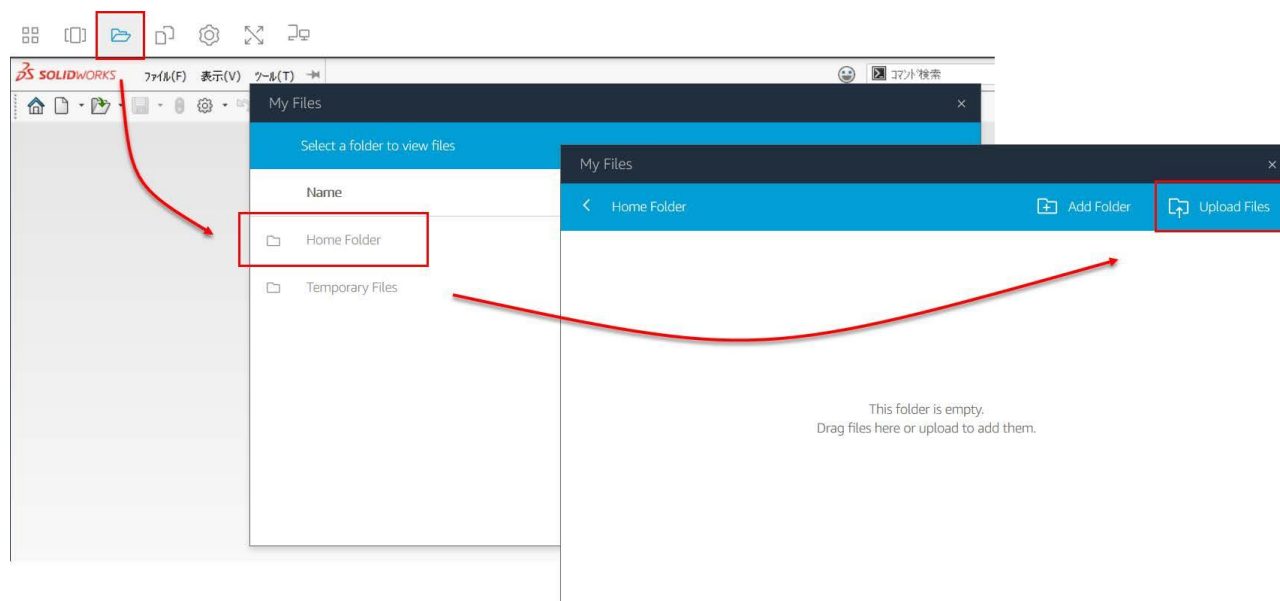 SOLIDWORKS ファイル(F) 表示(V) ツール(T)
コマンド検索
My Files
Select a folder to view files
Name
Home Folder
Temporary Files
My Files
Home Folder Add Folder Upload Files
This folder is empty.
Drag files here or upload to add them.